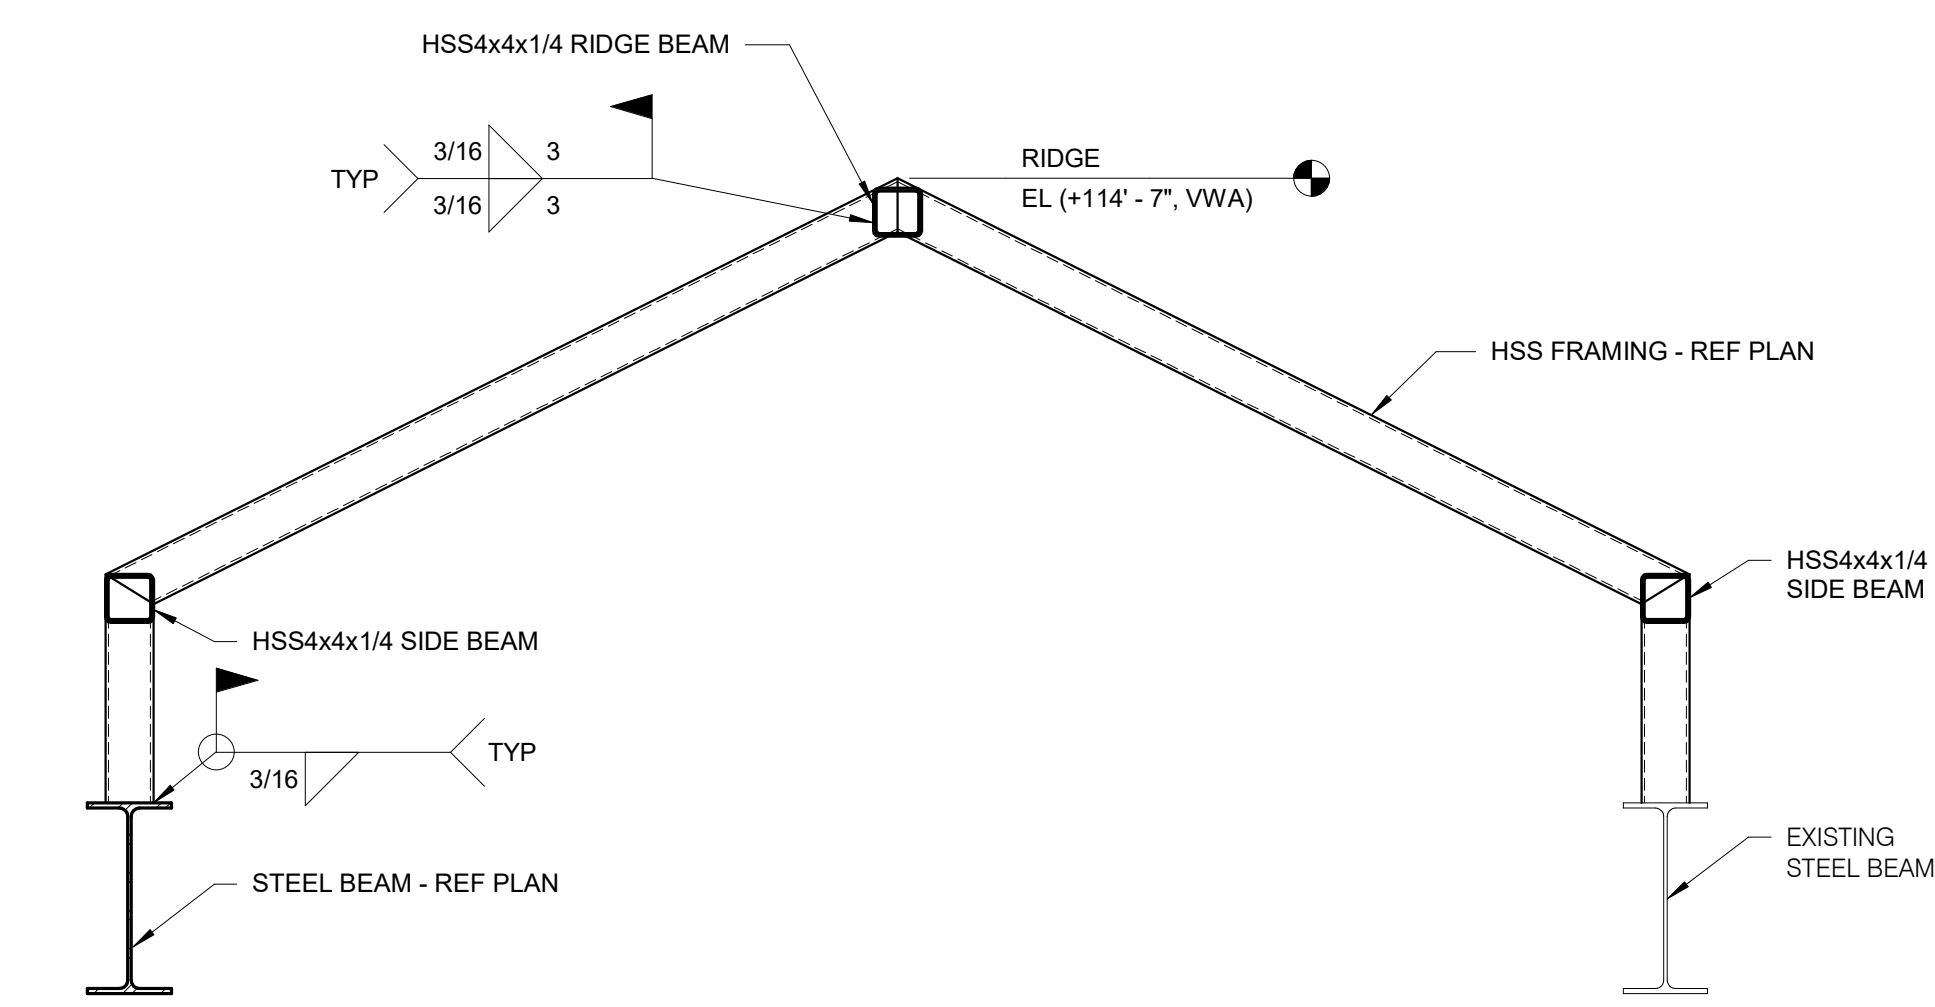 HSS4x4x1/4 RIDGE BEAM
TYP
3/16
3
3/16
3
RIDGE
EL (+114' - 7", VWA)
HSS FRAMING - REF PLAN
HSS4x4x1/4
SIDE BEAM
HSS4x4x1/4 SIDE BEAM
TYP
3/16
EXISTING
STEEL BEAM
STEEL BEAM - REF PLAN